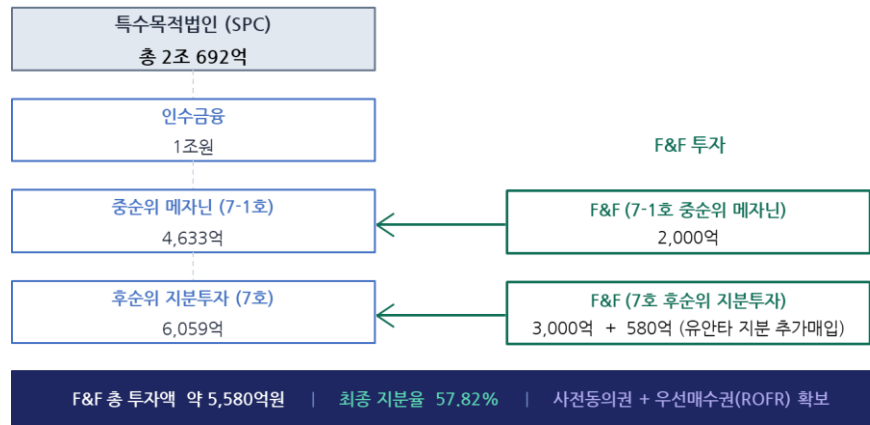 특수목적법인 (SPC)
총 2조 692억
인수금융
1조원
F&F 투자
중순위 메자닌 (7-1호)
4,633억
F&F (7-1호 중순위 메자닌)
2,000억
후순위 지분투자 (7호)
6,059억
F&F (7호 후순위 지분투자)
3,000억 + 580억 (유안타 지분 추가매입)
F&F 총 투자액 약 5,580억원 | 최종 지분율 57.82% | 사전동의권 + 우선매수권(ROFR) 확보